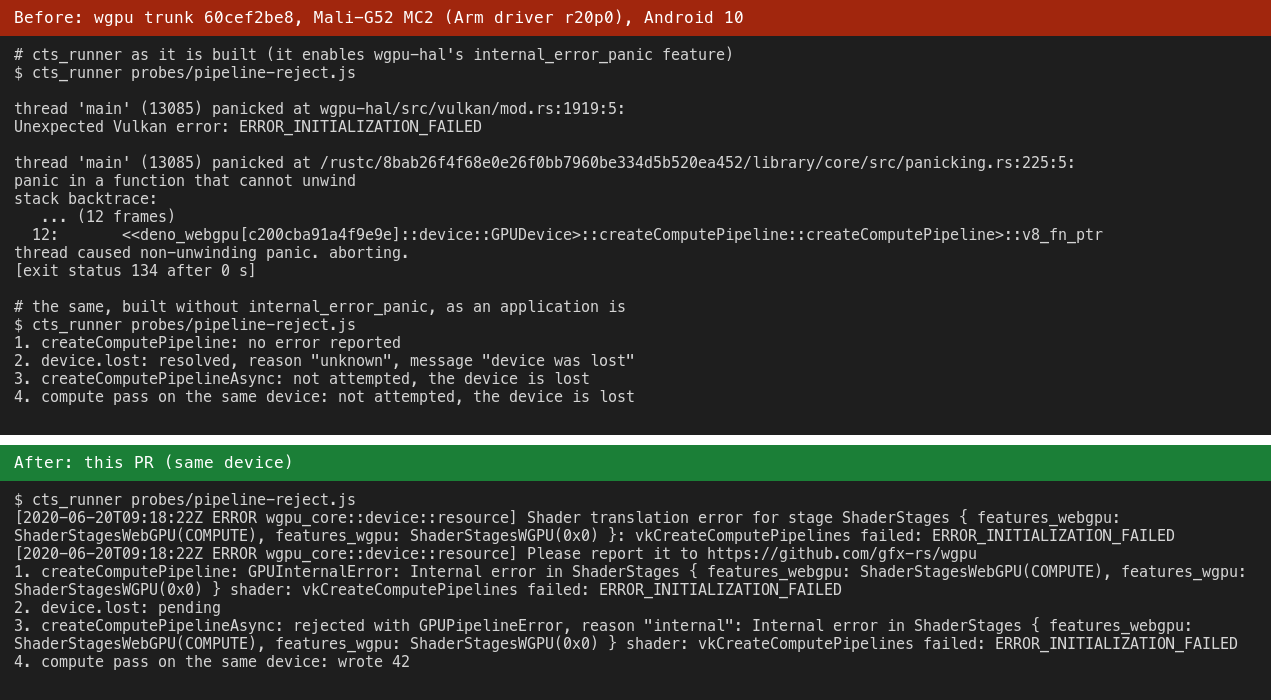 Before: wgpu trunk 60cef2be8, Mali-G52 MC2 (Arm driver r20p0), Android 10
# cts_runner as it is built (it enables wgpu-hal's internal_error_panic feature)
$ cts_runner probes/pipeline-reject.js
thread 'main' (13085) panicked at wgpu-hal/src/vulkan/mod.rs:1919:5:
Unexpected Vulkan error: ERROR_INITIALIZATION_FAILED
thread 'main' (13085) panicked at /rustc/8bab26f4f68e0e26f0bb7960be334d5b520ea452/library/core/src/panicking.rs:225:5:
panic in a function that cannot unwind
stack backtrace:
   ... (12 frames)
  12:       <<deno_webgpu[c200cba91a4f9e9e]::device::GPUDevice>::createComputePipeline::createComputePipeline>::v8_fn_ptr
thread caused non-unwinding panic. aborting.
[exit status 134 after 0 s]
# the same, built without internal_error_panic, as an application is
$ cts_runner probes/pipeline-reject.js
1. createComputePipeline: no error reported
2. device.lost: resolved, reason "unknown", message "device was lost"
3. createComputePipelineAsync: not attempted, the device is lost
4. compute pass on the same device: not attempted, the device is lost
After: this PR (same device)
$ cts_runner probes/pipeline-reject.js
[2020-06-20T09:18:22Z ERROR wgpu_core::device::resource] Shader translation error for stage ShaderStages { features_webgpu:
ShaderStagesWebGPU(COMPUTE), features_wgpu: ShaderStagesWGPU(0x0) }: vkCreateComputePipelines failed: ERROR_INITIALIZATION_FAILED
[2020-06-20T09:18:22Z ERROR wgpu_core::device::resource] Please report it to https://github.com/gfx-rs/wgpu
1. createComputePipeline: GPUInternalError: Internal error in ShaderStages { features_webgpu: ShaderStagesWebGPU(COMPUTE), features_wgpu:
ShaderStagesWGPU(0x0) } shader: vkCreateComputePipelines failed: ERROR_INITIALIZATION_FAILED
2. device.lost: pending
3. createComputePipelineAsync: rejected with GPUPipelineError, reason "internal": Internal error in ShaderStages { features_webgpu:
ShaderStagesWebGPU(COMPUTE), features_wgpu: ShaderStagesWGPU(0x0) } shader: vkCreateComputePipelines failed: ERROR_INITIALIZATION_FAILED
4. compute pass on the same device: wrote 42